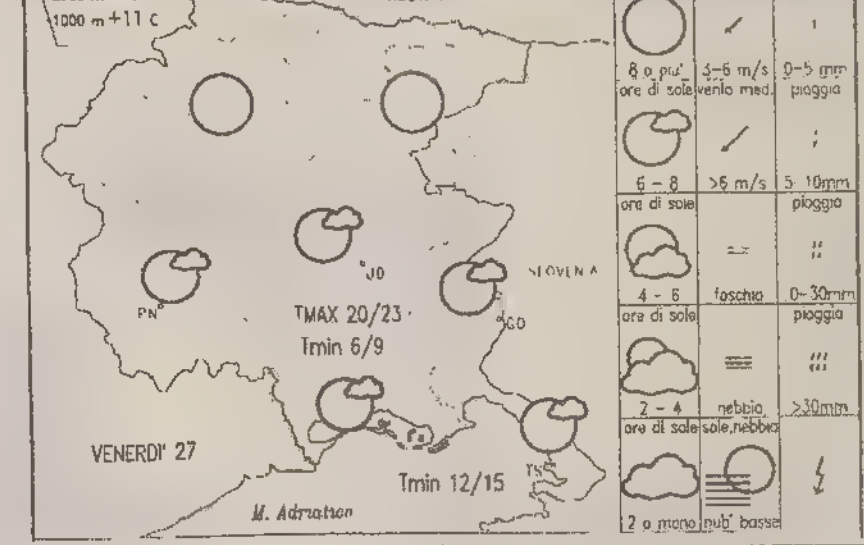 1000 m +11 c
SLOVENIA
PN
UD
GO
TMAX 20/23
Tmin 6/9
VENERDI' 27
Tmin 12/15
TS
M. Adriatico
8 o piu' 3-6 m/s 0-5 mm
ore di sole vento med. pioggia
6 - 8 >6 m/s 5-10mm
ore di sole pioggia
4 - 6 foschia 0-30mm
ore di sole pioggia
2 - 4 nebbia >30mm
ore di sole sole,nebbia
2 o meno nub' basse